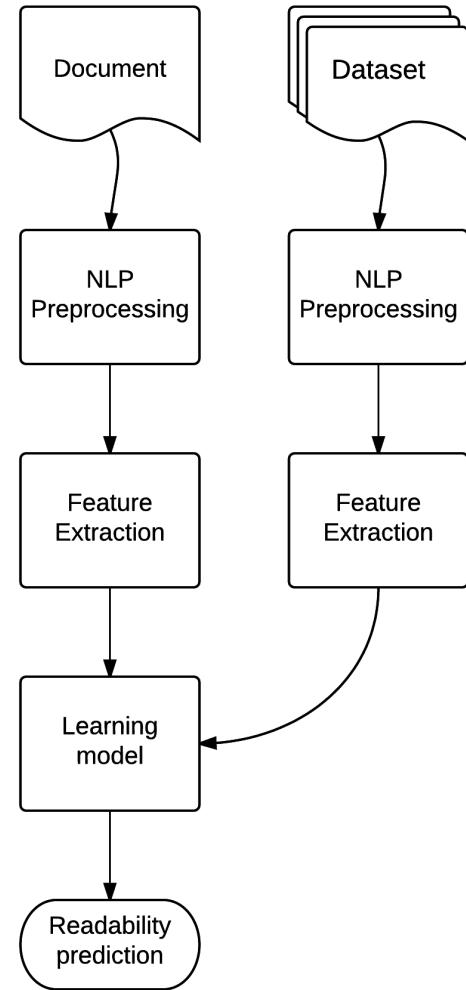 Document
Dataset
NLP
Preprocessing
NLP
Preprocessing
Feature
Extraction
Feature
Extraction
Learning
model
Readability
prediction